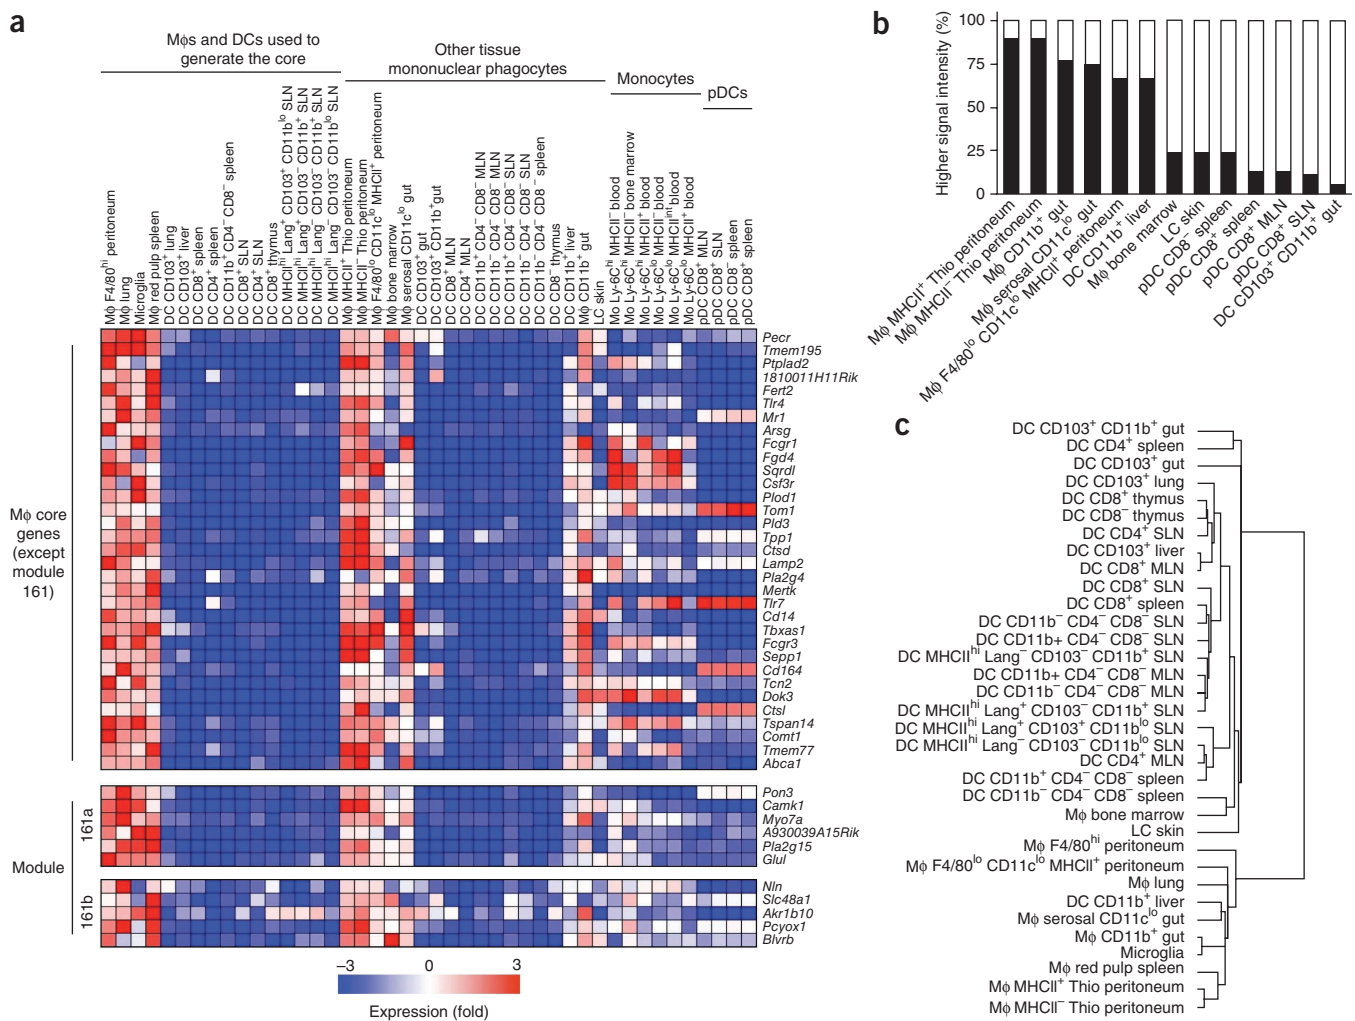 a
Mφs and DCs used to
generate the core
Other tissue
mononuclear phagocytes
Monocytes
pDCs
Mφ F4/80hi peritoneum
Mφ lung
Microglia
Mφ red pulp spleen
DC CD103+ lung
DC CD103+ liver
DC CD8+ spleen
DC CD4+ spleen
DC CD11b+ CD4− CD8− spleen
DC CD8+ SLN
DC CD4+ SLN
DC CD8+ thymus
MHCIIhi Lang+ CD103+ CD11blo SLN
MHCIIhi Lang+ CD103− CD11b+ SLN
MHCIIhi Lang− CD103− CD11b+ SLN
MHCIIhi Lang− CD103− CD11blo SLN
Mφ MHCII+ Thio peritoneum
Mφ MHCII− Thio peritoneum
Mφ F4/80lo CD11clo MHCII+ peritoneum
Mφ bone marrow
Mφ serosal CD11clo gut
DC CD103+ gut
DC CD103+ CD11b+gut
DC CD8+ MLN
DC CD4+ MLN
DC CD11b+ CD4− CD8− MLN
DC CD11b− CD4− CD8− MLN
DC CD11b+ CD4− CD8− SLN
DC CD11b− CD4− CD8− SLN
DC CD11b− CD4− CD8− spleen
DC CD8− thymus
DC CD11b+ liver
Mφ CD11b+ gut
LC skin
Mo Ly-6Chi MHCII− blood
Mo Ly-6Chi MHCII− bone marrow
Mo Ly-6Chi MHCII+ blood
Mo Ly-6Clo MHCII− blood
Mo Ly-6Clo MHCIIint blood
Mo Ly-6Clo MHCII+ blood
pDC CD8+ MLN
pDC CD8+ SLN
pDC CD8− spleen
pDC CD8+ spleen
Mφ core
genes
(except
module
161)
Pecr
Tmem195
Ptplad2
1810011H11Rik
Fert2
Tlr4
Mr1
Arsg
Fcgr1
Fgd4
Sqrdl
Csf3r
Plod1
Tom1
Pld3
Tpp1
Ctsd
Lamp2
Pla2g4
Mertk
Tlr7
Cd14
Tbxas1
Fcgr3
Sepp1
Cd164
Tcn2
Dok3
Ctsl
Tspan14
Comt1
Tmem77
Abca1
Module
161a
Pon3
Camk1
Myo7a
A930039A15Rik
Pla2g15
Glul
161b
Nln
Slc48a1
Akr1b10
Pcyox1
Blvrb
−3 0 3
Expression (fold)
b
Higher signal intensity (%)
100
75
50
25
0
Mφ MHCII+ Thio peritoneum
Mφ MHCII− Thio peritoneum
Mφ CD11b+ gut
Mφ serosal CD11clo gut
Mφ F4/80lo CD11clo MHCII+ peritoneum
DC CD11b+ liver
Mφ bone marrow
LC skin
pDC CD8− spleen
pDC CD8+ spleen
pDC CD8+ MLN
pDC CD8+ SLN
DC CD103+ CD11b+ gut
c
DC CD103+ CD11b+ gut
DC CD4+ spleen
DC CD103+ gut
DC CD103+ lung
DC CD8+ thymus
DC CD8− thymus
DC CD4+ SLN
DC CD103+ liver
DC CD8+ MLN
DC CD8+ SLN
DC CD8+ spleen
DC CD11b− CD4− CD8− SLN
DC CD11b+ CD4− CD8− SLN
DC MHCIIhi Lang− CD103− CD11b+ SLN
DC CD11b+ CD4− CD8− MLN
DC CD11b− CD4− CD8− MLN
DC MHCIIhi Lang+ CD103− CD11b+ SLN
DC MHCIIhi Lang+ CD103+ CD11blo SLN
DC MHCIIhi Lang− CD103− CD11blo SLN
DC CD4+ MLN
DC CD11b+ CD4− CD8− spleen
DC CD11b− CD4− CD8− spleen
Mφ bone marrow
LC skin
Mφ F4/80hi peritoneum
Mφ F4/80lo CD11clo MHCII+ peritoneum
Mφ lung
DC CD11b+ liver
Mφ serosal CD11clo gut
Mφ CD11b+ gut
Microglia
Mφ red pulp spleen
Mφ MHCII+ Thio peritoneum
Mφ MHCII− Thio peritoneum